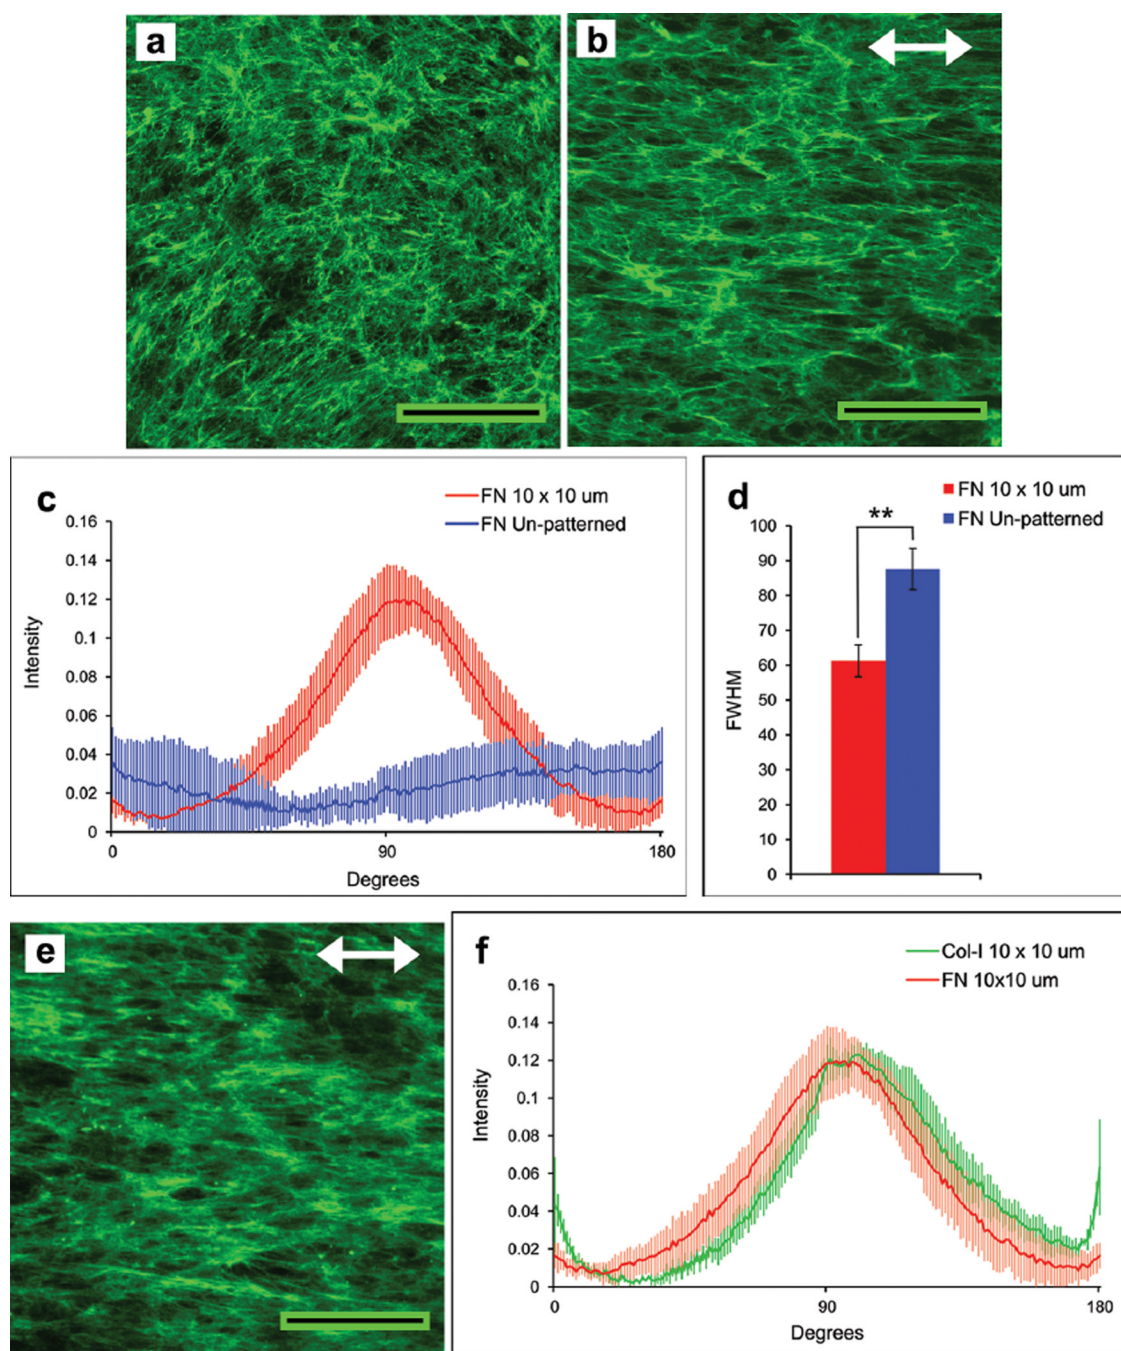 a
b
c
FN 10 x 10 um
FN Un-patterned
0.16
0.14
0.12
0.1
0.08
0.06
0.04
0.02
0
Intensity
0
90
180
Degrees
d
FN 10 x 10 um
FN Un-patterned
**
100
90
80
70
60
50
40
30
20
10
0
FWHM
e
f
Col-I 10 x 10 um
FN 10x10 um
0.16
0.14
0.12
0.1
0.08
0.06
0.04
0.02
0
Intensity
0
90
180
Degrees